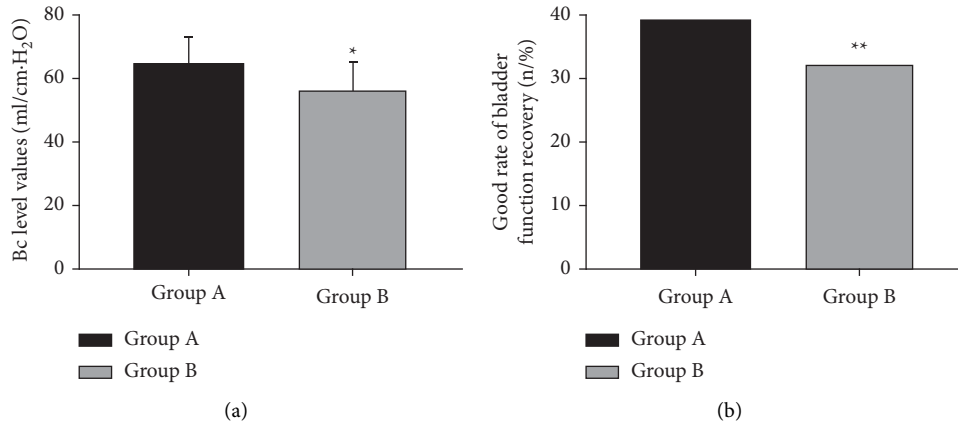 80
60
40
20
0
Bc level values (ml/cm·H₂O)
*
Group A
Group B
Group A
Group B
(a)
40
30
20
10
0
Good rate of bladder
function recovery (n/%)
**
Group A
Group B
Group A
Group B
(b)